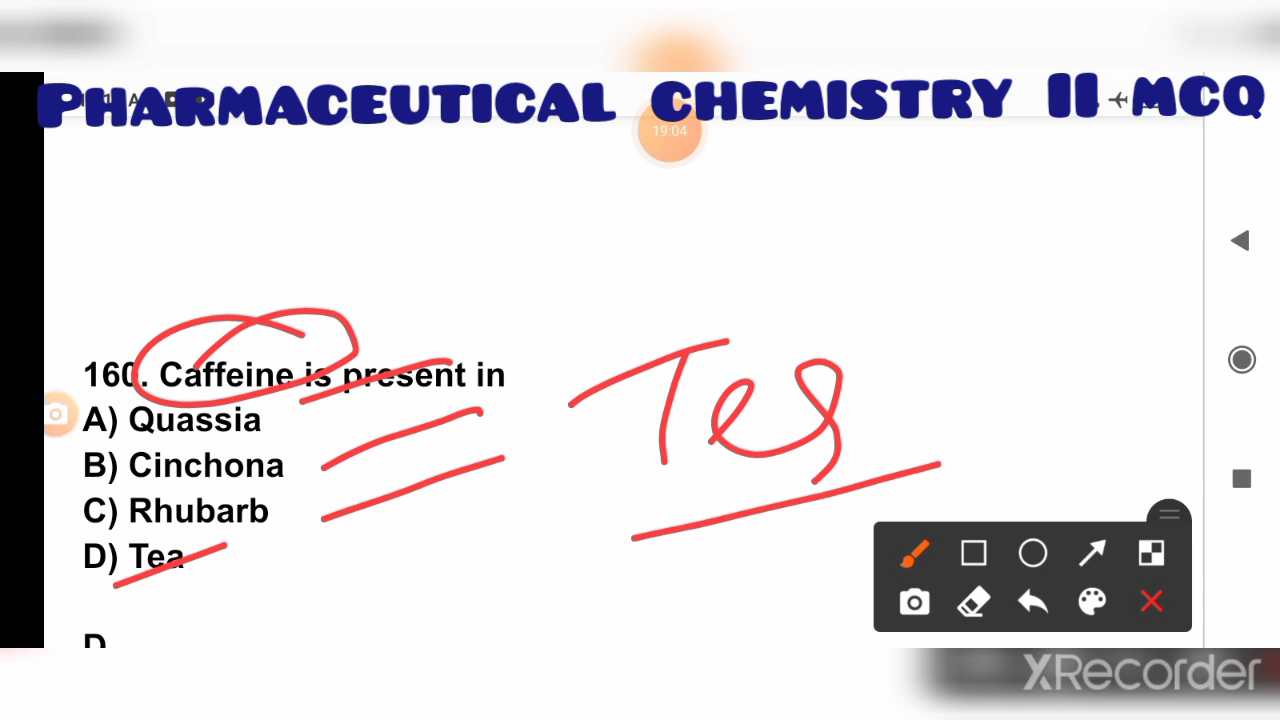 PHARMACEUTICAL CHEMISTRY II MCQ
19:04
160. Caffeine is present in
A) Quassia
B) Cinchona
C) Rhubarb
D) Tea
Tea
D
XRecorder